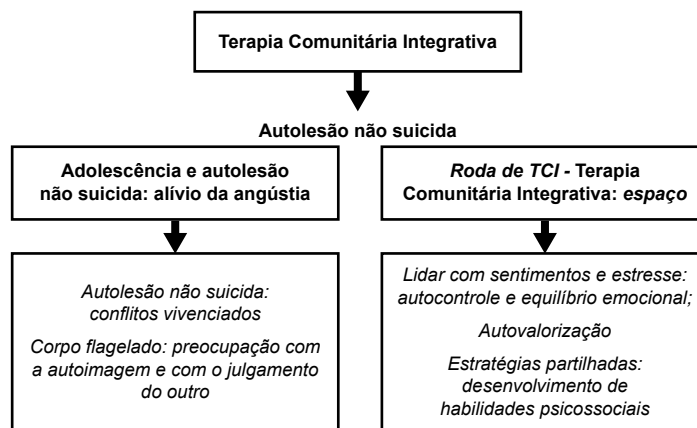 Terapia Comunitária Integrativa
Autolesão não suicida
Adolescência e autolesão
não suicida: alívio da angústia
Roda de TCI - Terapia
Comunitária Integrativa: espaço
Autolesão não suicida:
conflitos vivenciados
Corpo flagelado: preocupação com
a autoimagem e com o julgamento
do outro
Lidar com sentimentos e estresse:
autocontrole e equilíbrio emocional;
Autovalorização
Estratégias partilhadas:
desenvolvimento de
habilidades psicossociais